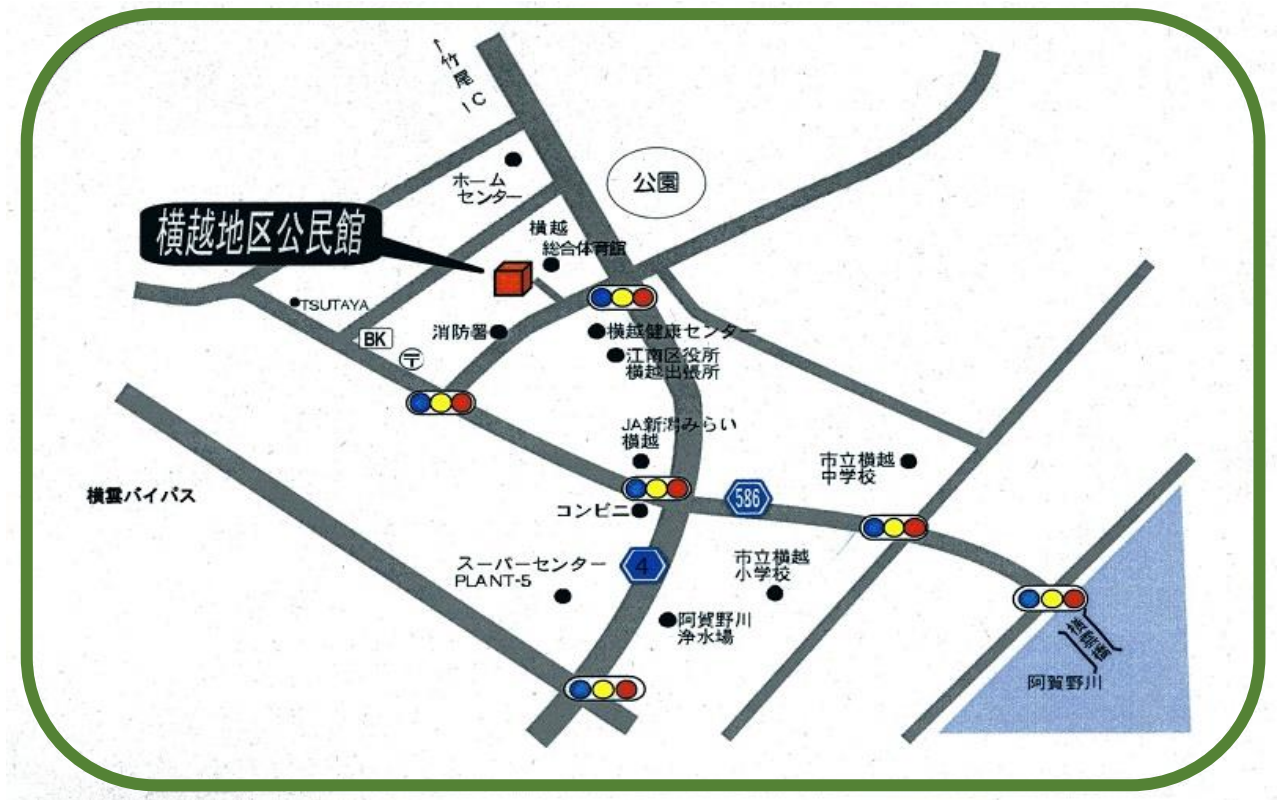 ↑竹尾IC
ホーム
センター
公園
横越地区公民館
横越
総合体育館
TSUTAYA
BK
〒
消防署
横越健康センター
江南区役所
横越出張所
JA新潟みらい
横越
市立横越
中学校
横雲バイパス
586
コンビニ
スーパーセンター
PLANT-5
4
市立横越
小学校
阿賀野川
浄水場
横雲橋
阿賀野川